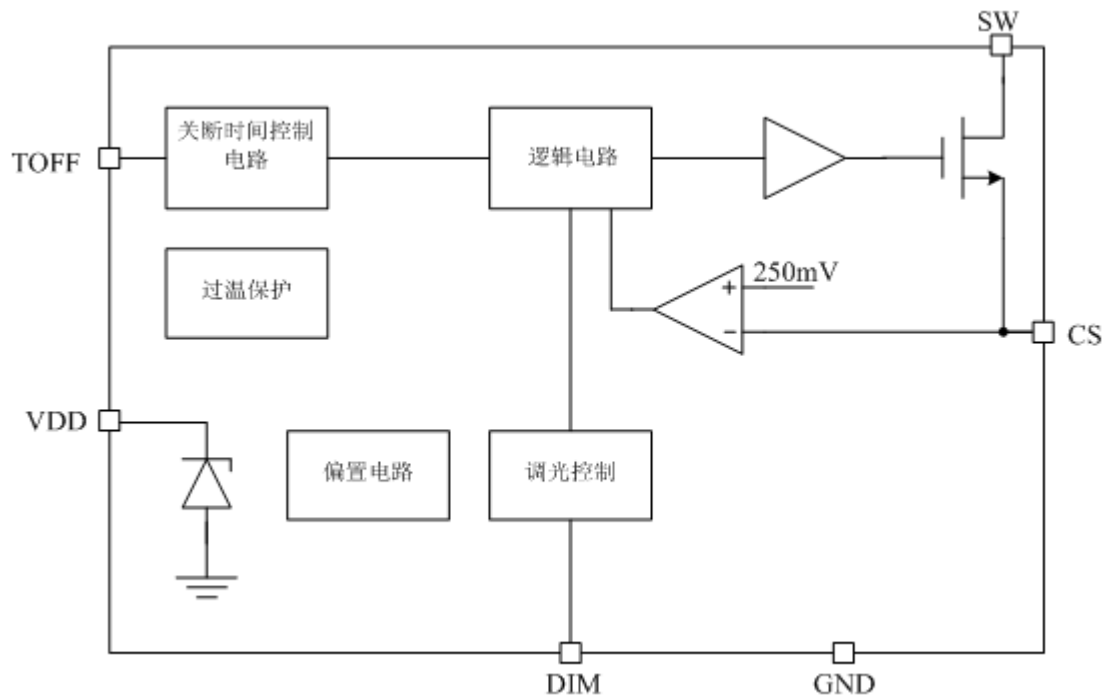 SW
关断时间控制
电路
逻辑电路
TOFF
过温保护
250mV
+
−
CS
VDD
偏置电路
调光控制
DIM
GND